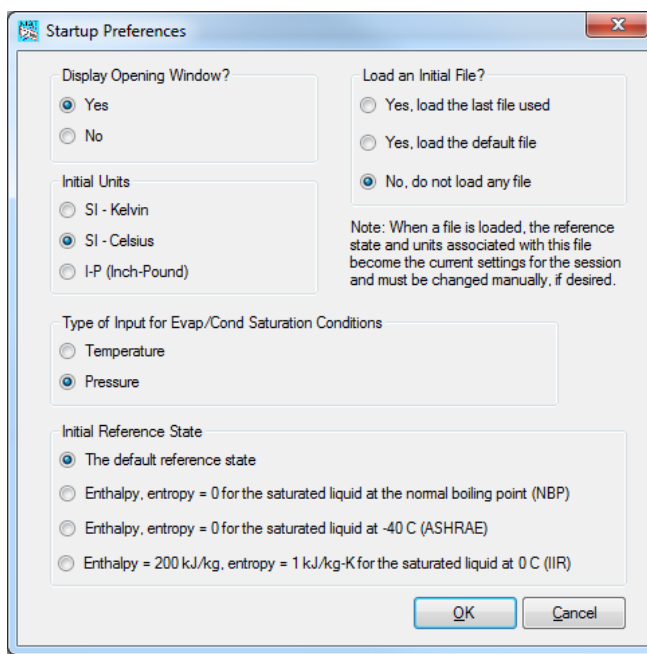 Startup Preferences
Display Opening Window?
Yes
No
Load an Initial File?
Yes, load the last file used
Yes, load the default file
No, do not load any file
Initial Units
SI - Kelvin
SI - Celsius
I-P (Inch-Pound)
Note: When a file is loaded, the reference
state and units associated with this file
become the current settings for the session
and must be changed manually, if desired.
Type of Input for Evap/Cond Saturation Conditions
Temperature
Pressure
Initial Reference State
The default reference state
Enthalpy, entropy = 0 for the saturated liquid at the normal boiling point (NBP)
Enthalpy, entropy = 0 for the saturated liquid at -40 C (ASHRAE)
Enthalpy = 200 kJ/kg, entropy = 1 kJ/kg-K for the saturated liquid at 0 C (IIR)
OK
Cancel